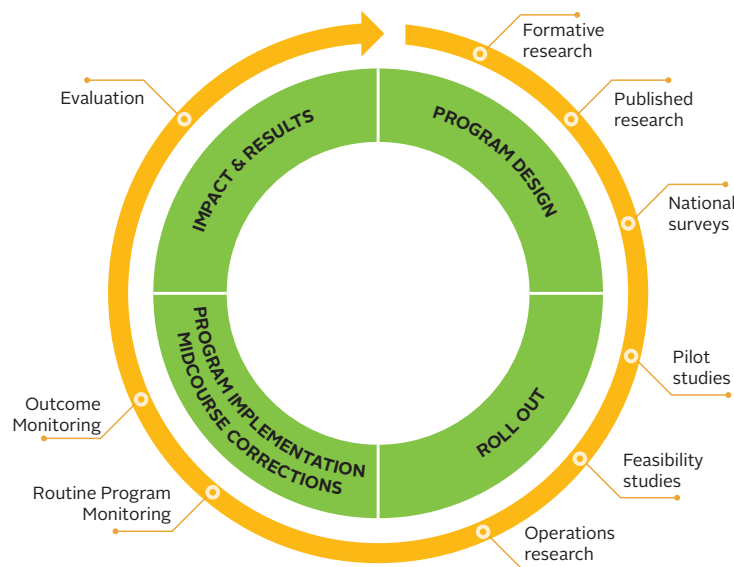 Formative
research
Published
research
National
surveys
Pilot
studies
Feasibility
studies
Operations
research
Routine Program
Monitoring
Outcome
Monitoring
Evaluation
PROGRAM DESIGN
ROLL OUT
PROGRAM IMPLEMENTATION
MIDCOURSE CORRECTIONS
IMPACT & RESULTS